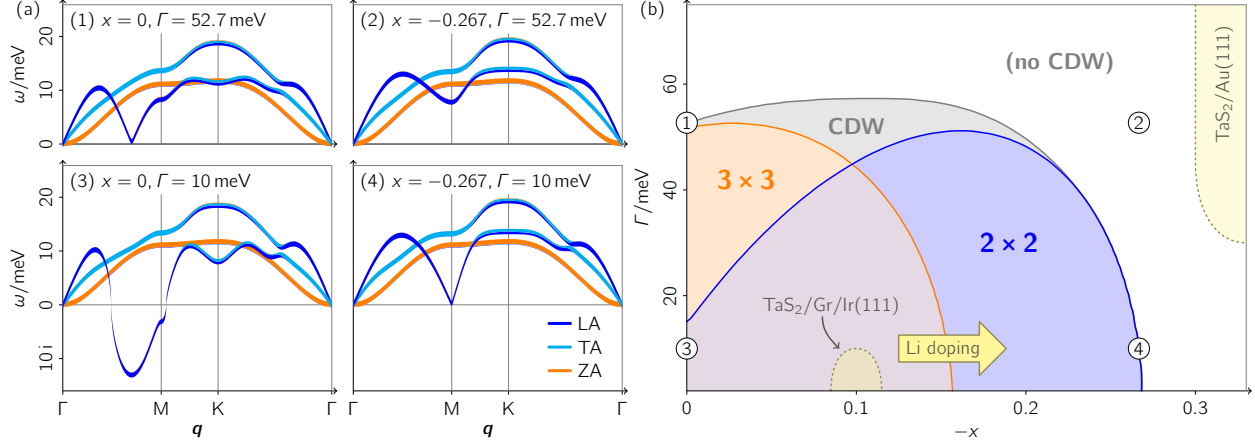 (a)
(1) x = 0, Γ = 52.7 meV
(2) x = −0.267, Γ = 52.7 meV
20
10
0
ω/meV
(3) x = 0, Γ = 10 meV
(4) x = −0.267, Γ = 10 meV
20
10
0
10 i
ω/meV
LA
TA
ZA
Γ M K Γ
Γ M K Γ
q
q
(b)
(no CDW)
TaS₂/Au(111)
CDW
3 × 3
2 × 2
TaS₂/Gr/Ir(111)
Li doping
1
2
3
4
60
40
20
Γ/meV
0 0.1 0.2 0.3
−x